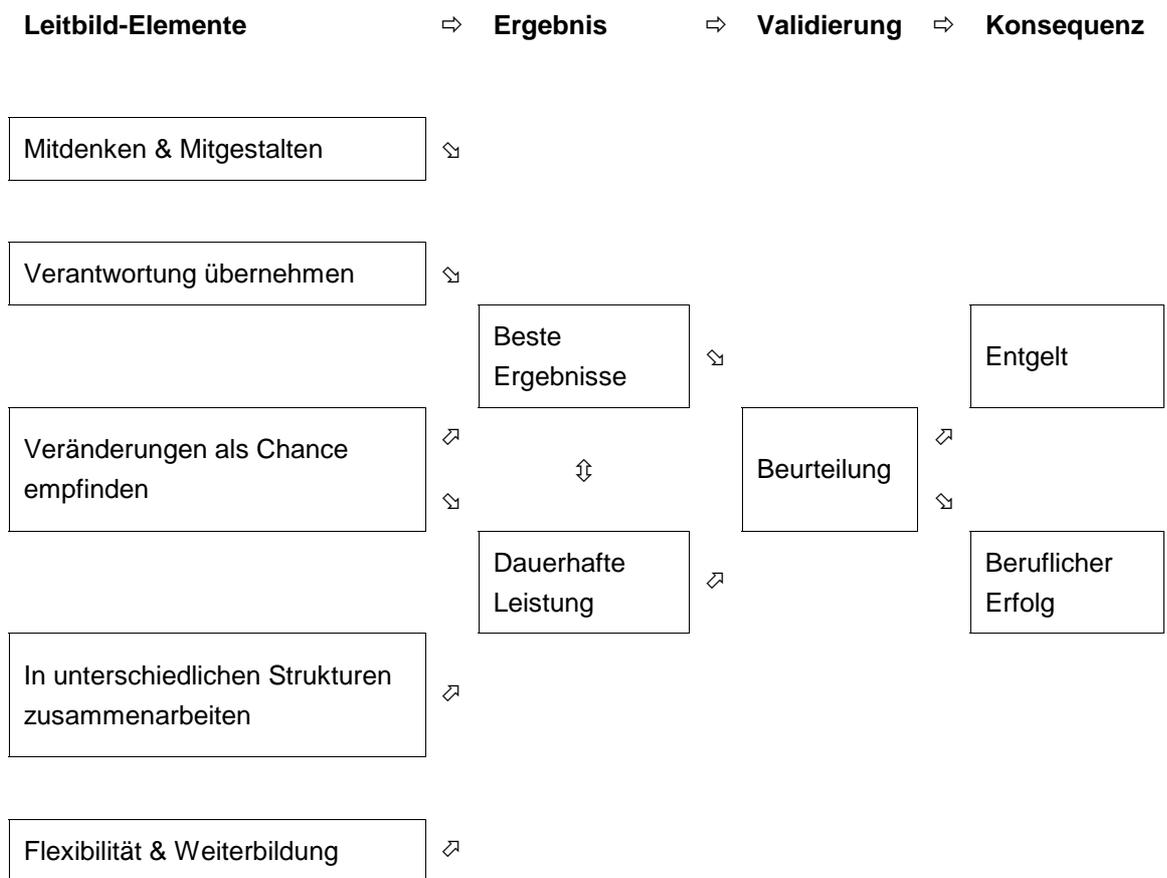 Leitbild-Elemente ⇨ Ergebnis ⇨ Validierung ⇨ Konsequenz
Mitdenken & Mitgestalten
Verantwortung übernehmen
Beste
Ergebnisse
Entgelt
Veränderungen als Chance
empfinden
Beurteilung
Dauerhafte
Leistung
Beruflicher
Erfolg
In unterschiedlichen Strukturen
zusammenarbeiten
Flexibilität & Weiterbildung